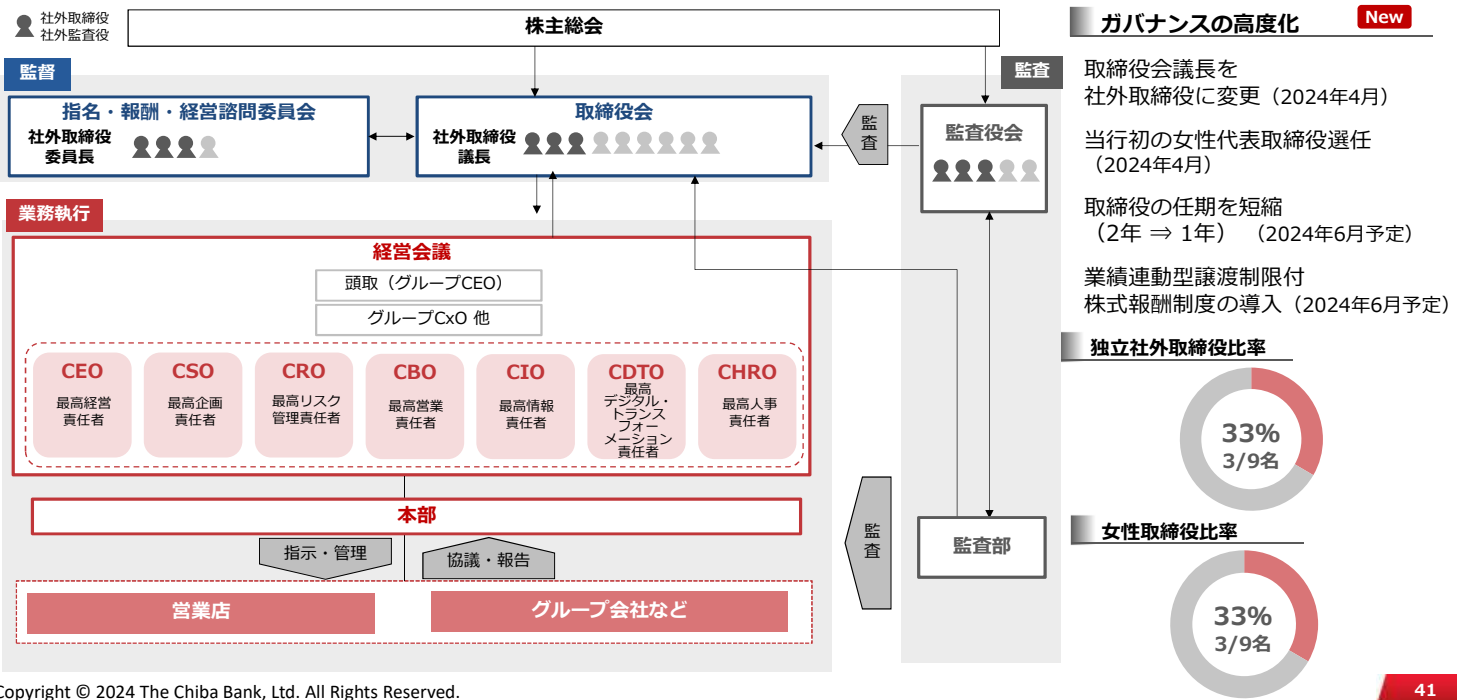 社外取締役
社外監査役
株主総会
監督
指名・報酬・経営諮問委員会
社外取締役
委員長
取締役会
社外取締役
議長
監査
監査
監査役会
業務執行
経営会議
頭取（グループCEO）
グループCxO 他
CEO
最高経営
責任者
CSO
最高企画
責任者
CRO
最高リスク
管理責任者
CBO
最高営業
責任者
CIO
最高情報
責任者
CDTO
最高
デジタル・
トランス
フォー
メーション
責任者
CHRO
最高人事
責任者
本部
指示・管理
協議・報告
営業店
グループ会社など
監査
監査部
ガバナンスの高度化
New
取締役会議長を
社外取締役に変更（2024年4月）
当行初の女性代表取締役選任
（2024年4月）
取締役の任期を短縮
（2年 ⇒ 1年） （2024年6月予定）
業績連動型譲渡制限付
株式報酬制度の導入（2024年6月予定）
独立社外取締役比率
33%
3/9名
女性取締役比率
33%
3/9名
Copyright © 2024 The Chiba Bank, Ltd. All Rights Reserved.
41